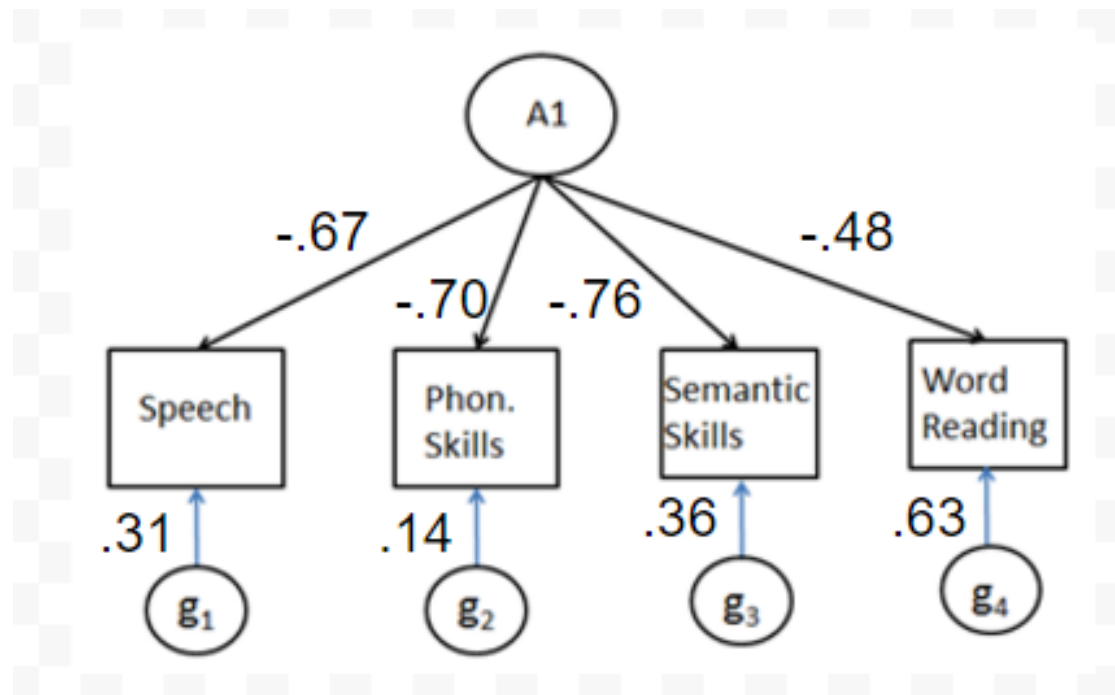 A1
-.67
-.48
-.70
-.76
Speech
Phon.
Skills
Semantic
Skills
Word
Reading
.31
.14
.36
.63
g₁
g₂
g₃
g₄